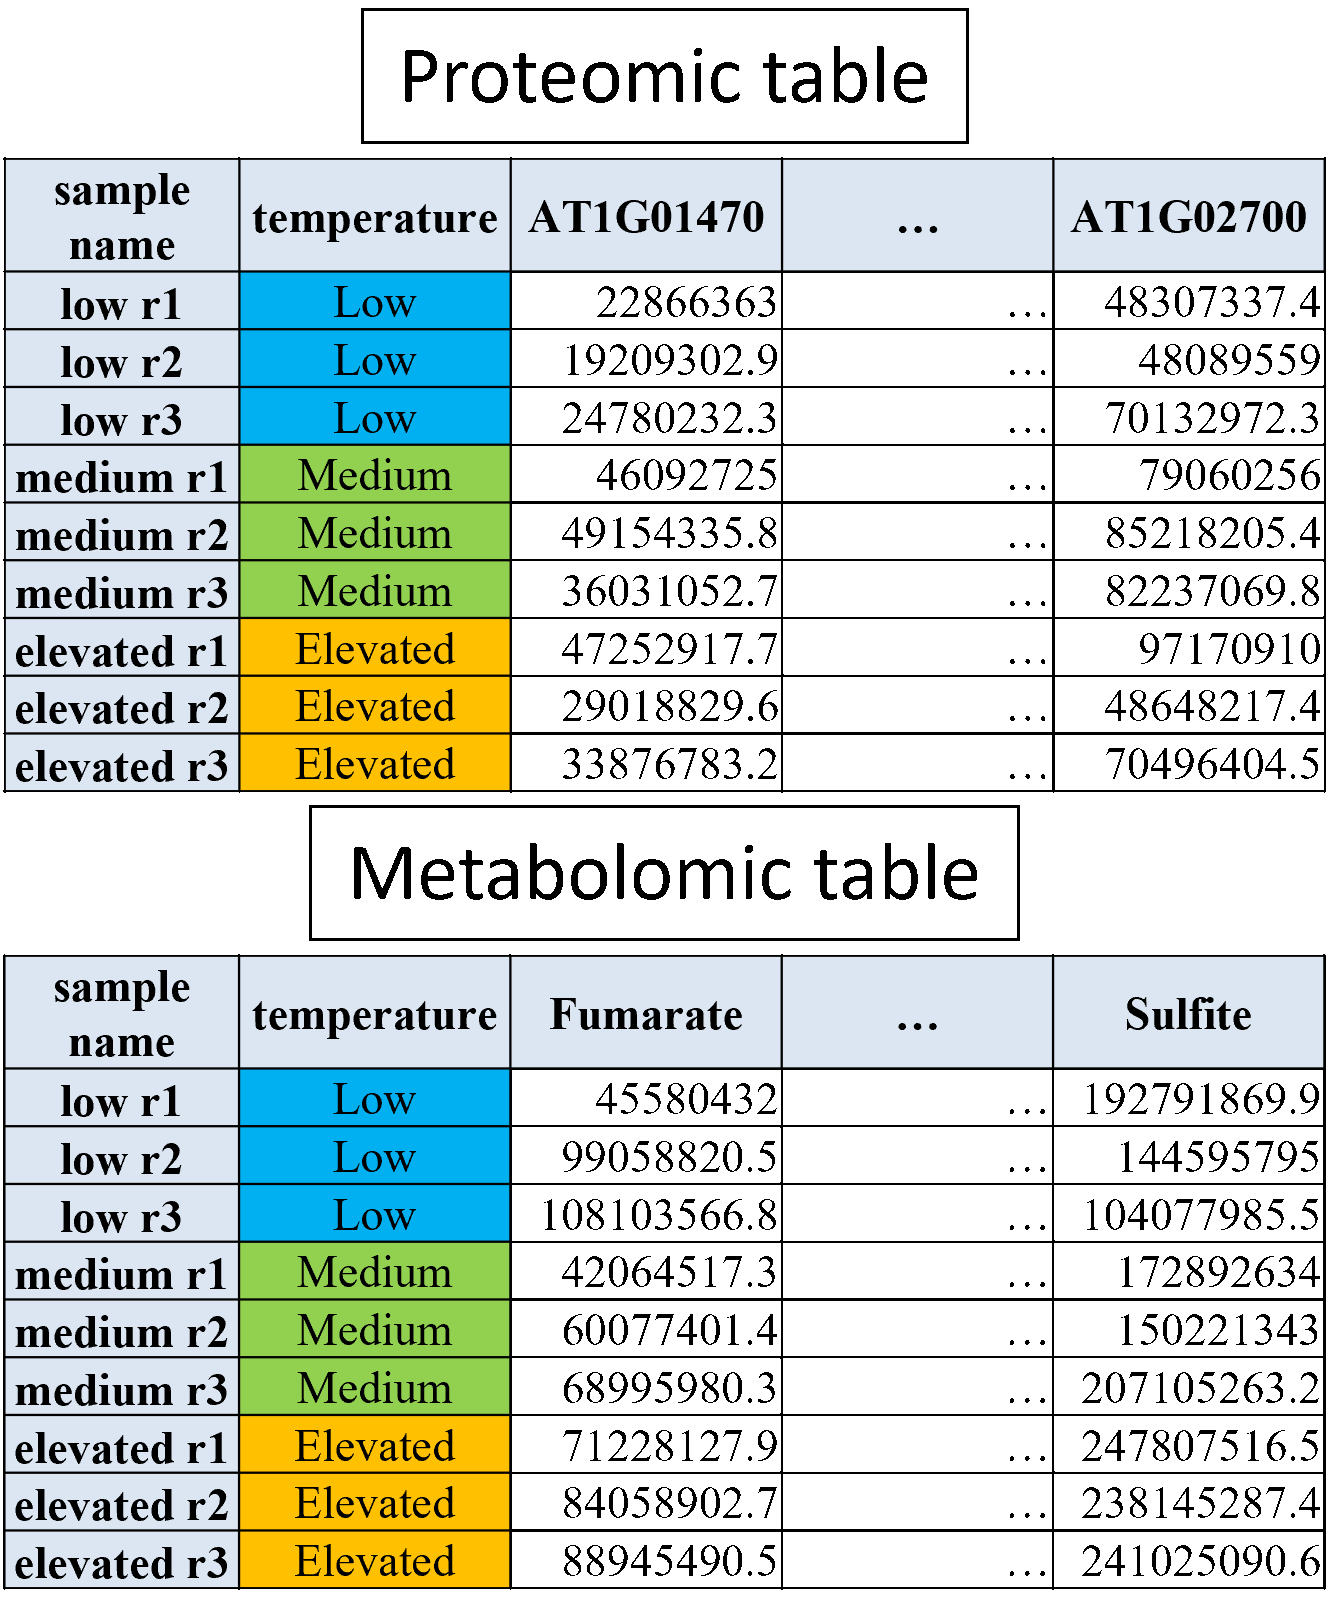 Proteomic table
sample name temperature AT1G01470 … AT1G02700
low r1 Low 22866363 … 48307337.4
low r2 Low 19209302.9 … 48089559
low r3 Low 24780232.3 … 70132972.3
medium r1 Medium 46092725 … 79060256
medium r2 Medium 49154335.8 … 85218205.4
medium r3 Medium 36031052.7 … 82237069.8
elevated r1 Elevated 47252917.7 … 97170910
elevated r2 Elevated 29018829.6 … 48648217.4
elevated r3 Elevated 33876783.2 … 70496404.5
Metabolomic table
sample name temperature Fumarate … Sulfite
low r1 Low 45580432 … 192791869.9
low r2 Low 99058820.5 … 144595795
low r3 Low 108103566.8 … 104077985.5
medium r1 Medium 42064517.3 … 172892634
medium r2 Medium 60077401.4 … 150221343
medium r3 Medium 68995980.3 … 207105263.2
elevated r1 Elevated 71228127.9 … 247807516.5
elevated r2 Elevated 84058902.7 … 238145287.4
elevated r3 Elevated 88945490.5 … 241025090.6